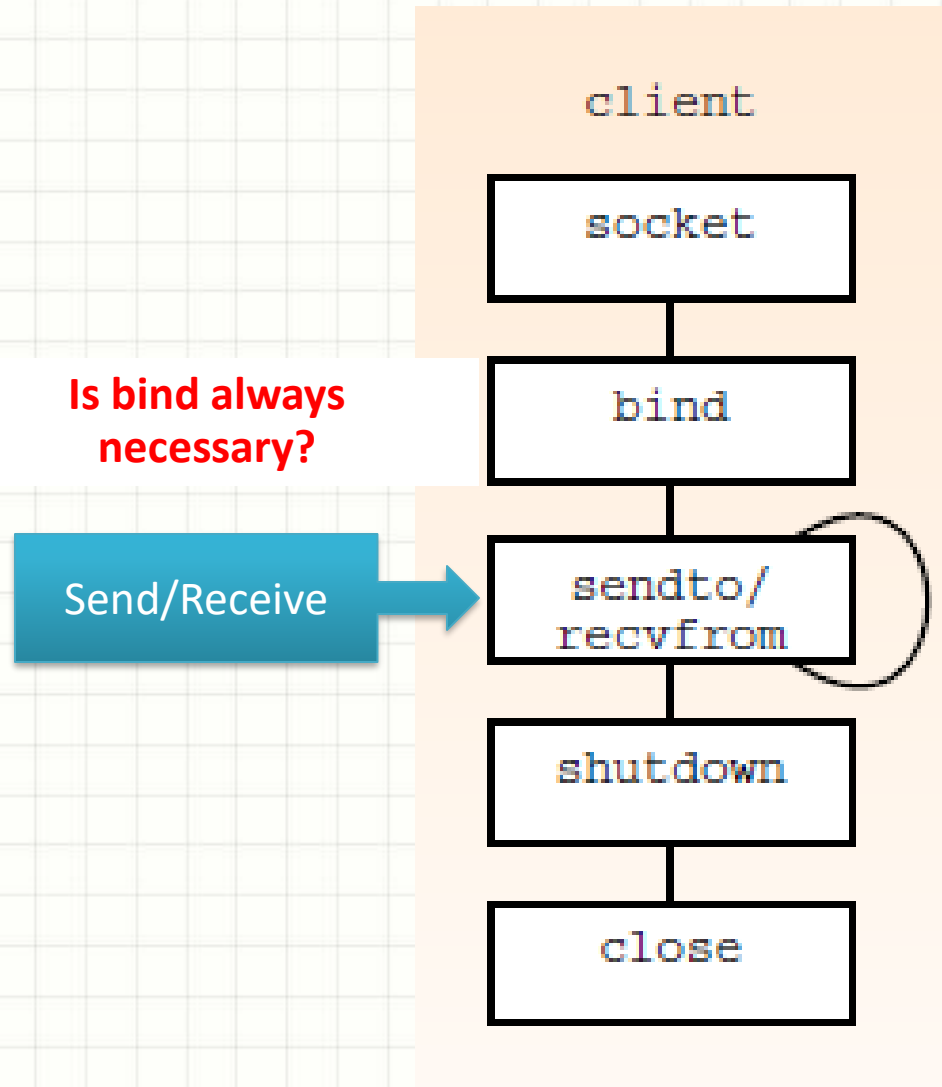 client
socket
Is bind always
necessary?
bind
Send/Receive
sendto/
recvfrom
shutdown
close